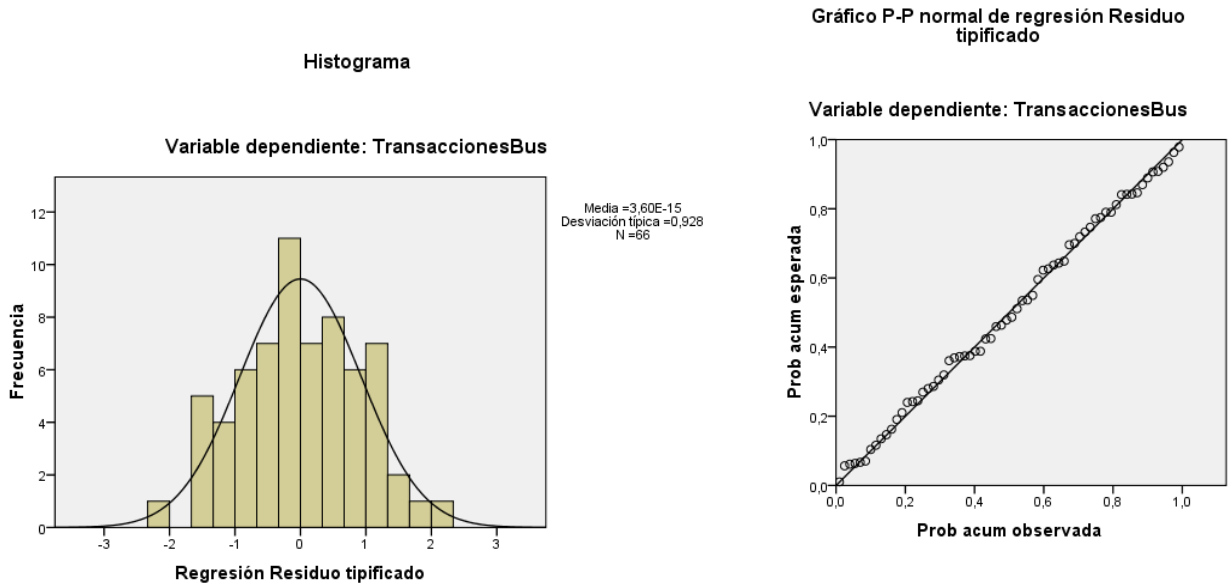 Histograma
Variable dependiente: TransaccionesBus
Frecuencia
12
10
8
6
4
2
0
-3
-2
-1
0
1
2
3
Regresión Residuo tipificado
Media =3,60E-15
Desviación típica =0,928
N =66
Gráfico P-P normal de regresión Residuo
tipificado
Variable dependiente: TransaccionesBus
Prob acum esperada
1,0
0,8
0,6
0,4
0,2
0,0
0,0
0,2
0,4
0,6
0,8
1,0
Prob acum observada